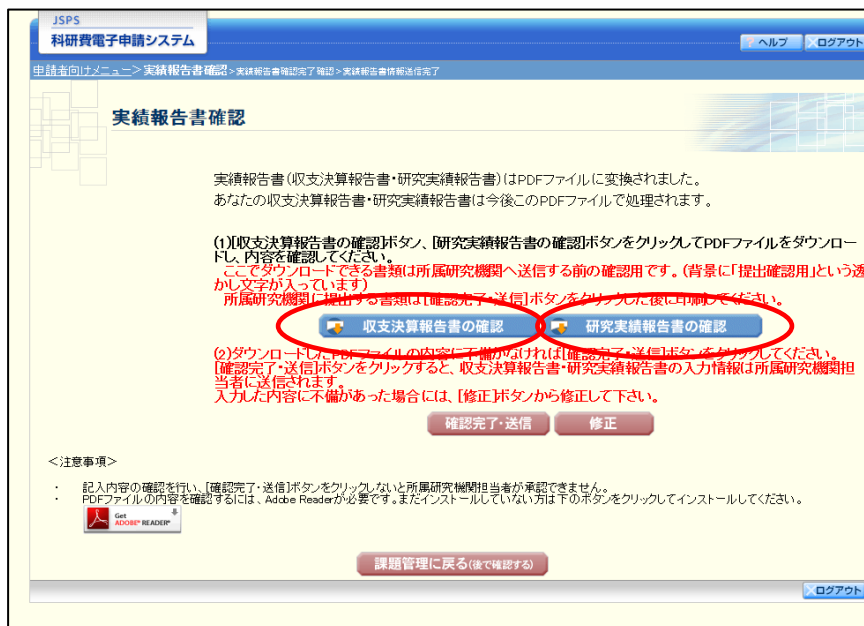 JSPS
科研費電子申請システム
ヘルプ
ログアウト
申請者向けメニュー>実績報告書確認>実績報告書確認完了確認>実績報告書情報送信完了
実績報告書確認
実績報告書(収支決算報告書・研究実績報告書)はPDFファイルに変換されました。
あなたの収支決算報告書・研究実績報告書は今後このPDFファイルで処理されます。
(1)[収支決算報告書の確認]ボタン、[研究実績報告書の確認]ボタンをクリックしてPDFファイルをダウンロー
ドし、内容を確認してください。
ここでダウンロードできる書類は所属研究機関へ送信する前の確認用です。(背景に「提出確認用」という透
かし文字が入っています)
所属研究機関に提出する書類は[確認完了・送信]ボタンをクリックした後に印刷してください。
収支決算報告書の確認
研究実績報告書の確認
(2)ダウンロードしたPDFファイルの内容に不備がなければ[確認完了・送信]ボタンをクリックしてください。
[確認完了・送信]ボタンをクリックすると、収支決算報告書・研究実績報告書の入力情報は所属研究機関担
当者に送信されます。
入力した内容に不備があった場合には、[修正]ボタンから修正して下さい。
確認完了・送信
修正
<注意事項>
・ 記入内容の確認を行い、[確認完了・送信]ボタンをクリックしないと所属研究機関担当者が承認できません。
・ PDFファイルの内容を確認するには、Adobe Readerが必要です。まだインストールしていない方は下のボタンをクリックしてインストールしてください。
Get
ADOBE® READER®
課題管理に戻る(後で確認する)
ログアウト